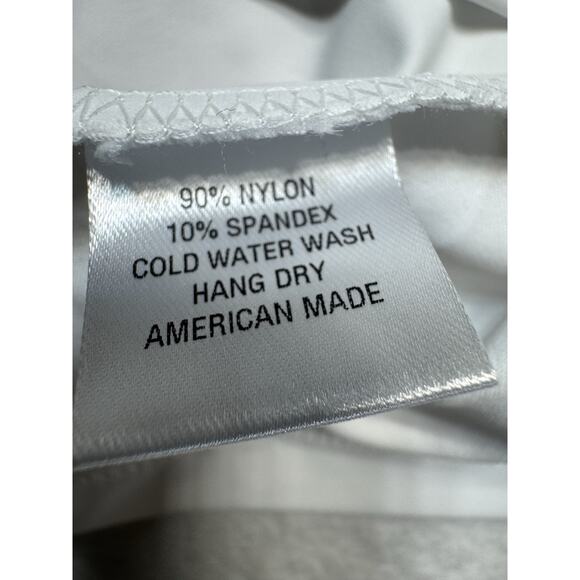 90% NYLON
10% SPANDEX
COLD WATER WASH
HANG DRY
AMERICAN MADE